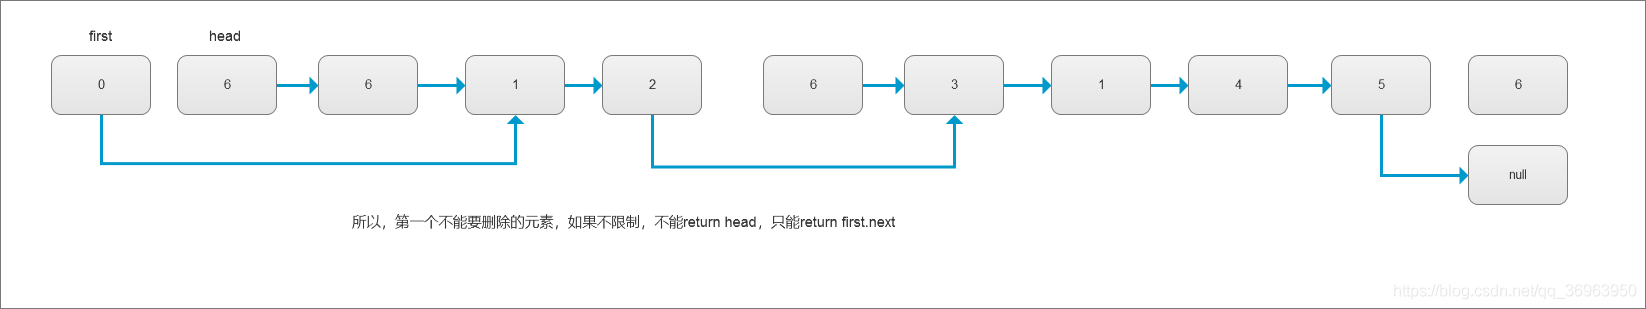 first head
0 6 6 1 2 6 3 1 4 5 6
null
所以，第一个不能要删除的元素，如果不限制，不能return head，只能return first.next
https://blog.csdn.net/qq_36963950